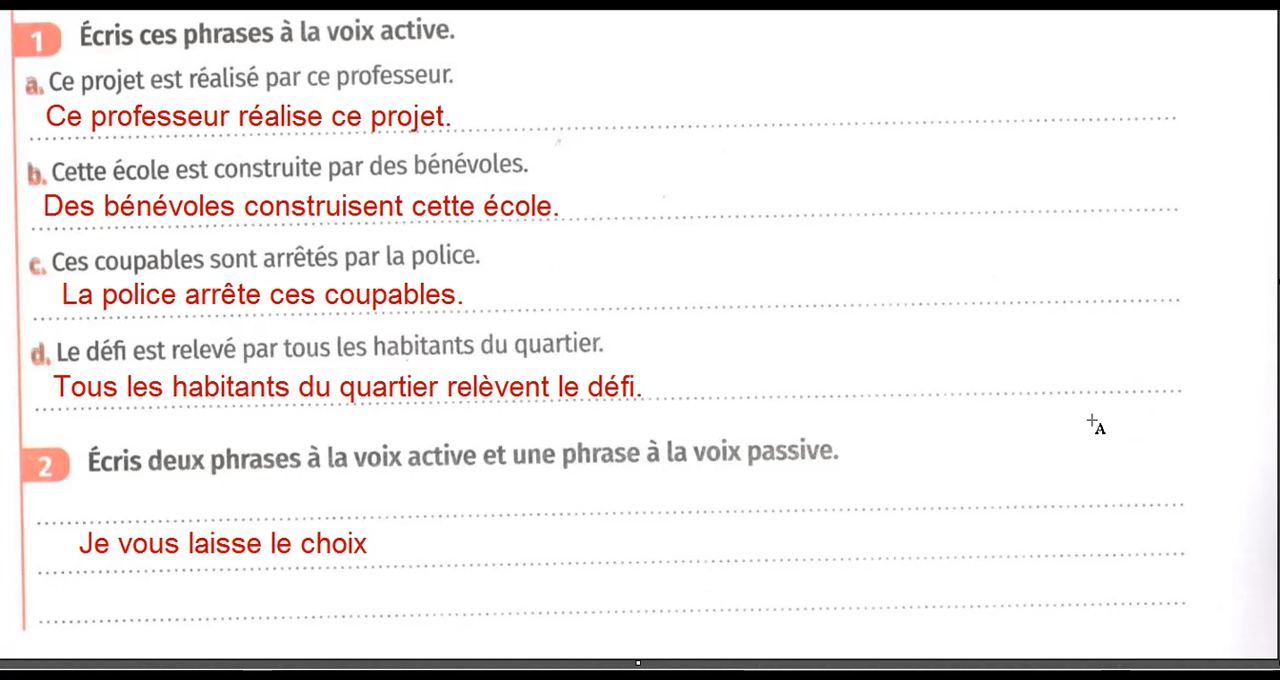 1 Écris ces phrases à la voix active.
a. Ce projet est réalisé par ce professeur.
Ce professeur réalise ce projet.
b. Cette école est construite par des bénévoles.
Des bénévoles construisent cette école.
c. Ces coupables sont arrêtés par la police.
La police arrête ces coupables.
d. Le défi est relevé par tous les habitants du quartier.
Tous les habitants du quartier relèvent le défi.
2 Écris deux phrases à la voix active et une phrase à la voix passive.
Je vous laisse le choix